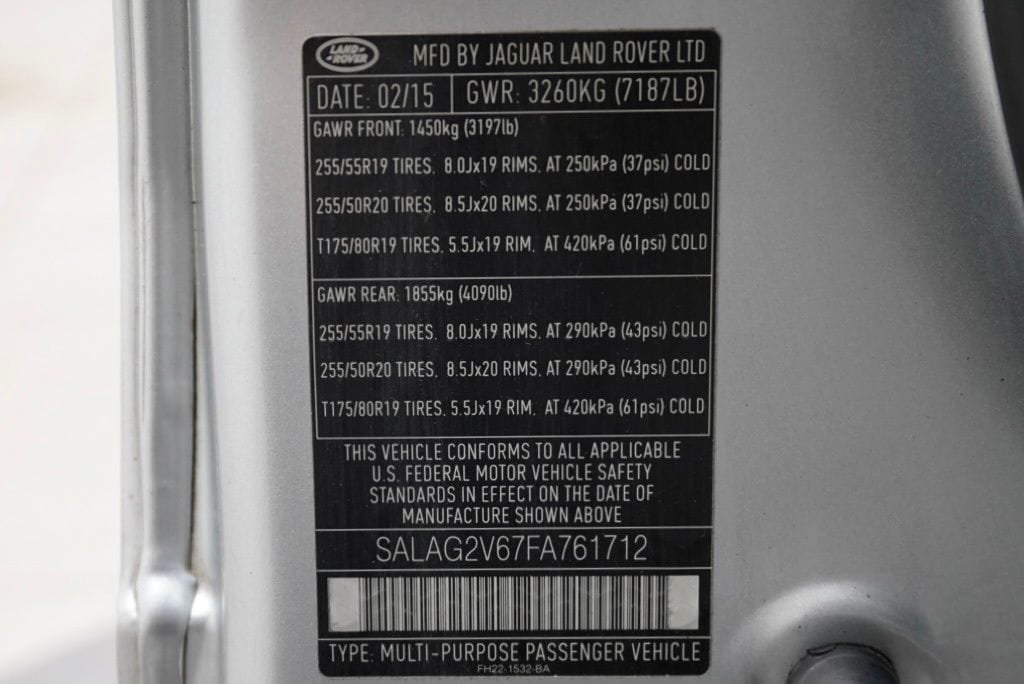 LAND-
-ROVER
MFD BY JAGUAR LAND ROVER LTD
DATE: 02/15 GWR: 3260KG (7187LB)
GAWR FRONT: 1450kg (3197lb)
255/55R19 TIRES. 8.0Jx19 RIMS. AT 250kPa (37psi) COLD
255/50R20 TIRES. 8.5Jx20 RIMS. AT 250kPa (37psi) COLD
T175/80R19 TIRES. 5.5Jx19 RIM. AT 420kPa (61psi) COLD
GAWR REAR: 1855kg (4090lb)
255/55R19 TIRES. 8.0Jx19 RIMS. AT 290kPa (43psi) COLD
255/50R20 TIRES. 8.5Jx20 RIMS. AT 290kPa (43psi) COLD
T175/80R19 TIRES. 5.5Jx19 RIM. AT 420kPa (61psi) COLD
THIS VEHICLE CONFORMS TO ALL APPLICABLE
U.S. FEDERAL MOTOR VEHICLE SAFETY
STANDARDS IN EFFECT ON THE DATE OF
MANUFACTURE SHOWN ABOVE
SALAG2V67FA761712
TYPE: MULTI-PURPOSE PASSENGER VEHICLE
FH22-1532-BA